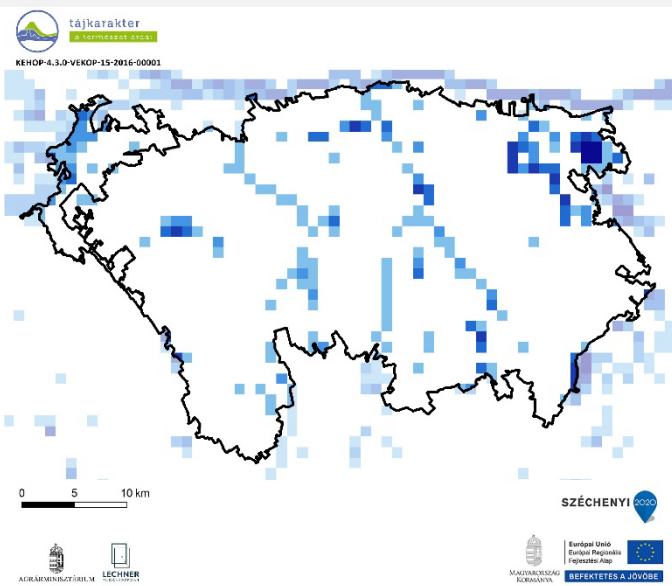 tájkarakter
a természet arcai
KEHOP-4.3.0-VEKOP-15-2016-00001
0 5 10 km
SZÉCHENYI 2020
AGRÁRMINISZTÉRIUM
LECHNER
MAGYARORSZÁG
KORMÁNYA
Európai Unió
Európai Regionális
Fejlesztési Alap
BEFEKTETÉS A JÖVŐBE